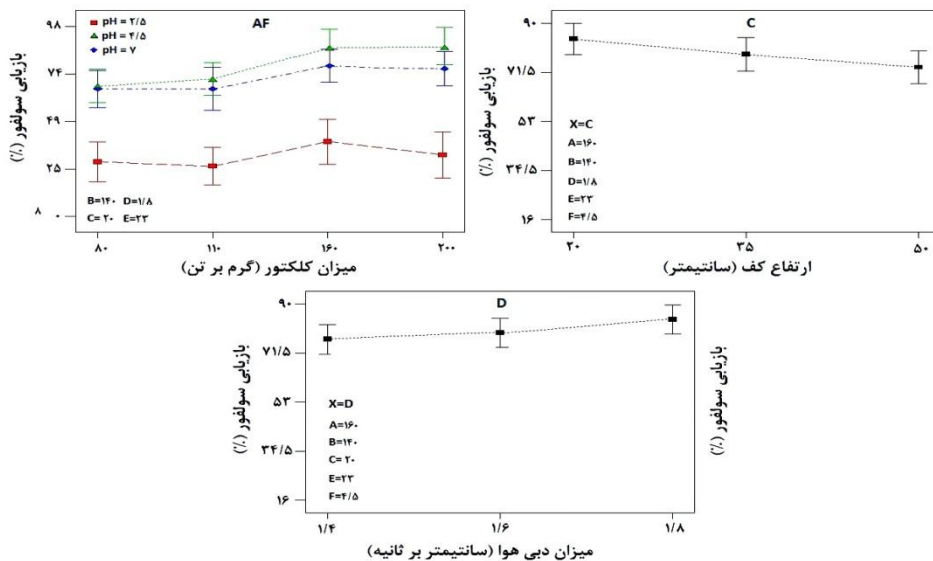 AF
pH = ۲/۵
pH = ۴/۵
pH = ۷
بازیابی سولفور (٪)
۹۸
۷۴
۴۹
۲۵
۸ ۰
B=۱۴۰ D=۱/۸
C=۲۰ E=۲۳
۸۰ ۱۱۰ ۱۶۰ ۲۰۰
میزان کلکتور (گرم بر تن)
C
بازیابی سولفور (٪)
۹۰
۷۱/۵
۵۳
۳۴/۵
۱۶
X=C
A=۱۶۰
B=۱۴۰
D=۱/۸
E=۲۳
F=۴/۵
۲۰ ۳۵ ۵۰
ارتفاع کف (سانتیمتر)
D
بازیابی سولفور (٪)
۹۰
۷۱/۵
۵۳
۳۴/۵
۱۶
X=D
A=۱۶۰
B=۱۴۰
C=۲۰
E=۲۳
F=۴/۵
۱/۴ ۱/۶ ۱/۸
میزان دبی هوا (سانتیمتر بر ثانیه)
بازیابی سولفور (٪)